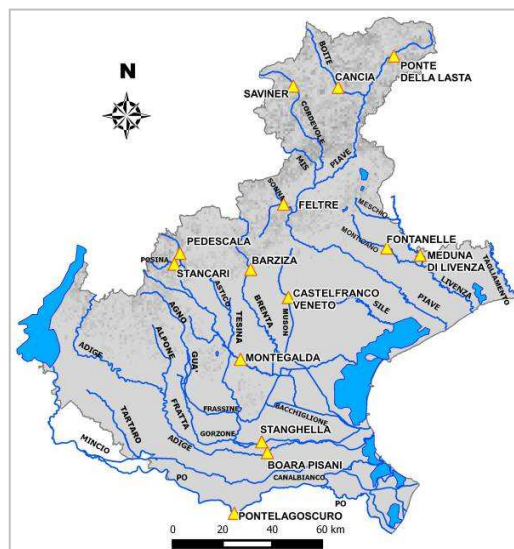 BOITE
PONTE
DELLA LASTA
CANCIA
SAVINER
CORDEVOLE
N
MIS
PIAVE
SONNA
FELTRE
MESCHIO
MONTICANO
FONTANELLE
MEDUNA
DI LIVENZA
TAGLIAMENTO
LIVENZA
PIAVE
PEDESCALA
POSINA
STANCARI
BARZIZA
ASTICO
CASTELFRANCO
VENETO
SILE
MUSON
BRENTA
TESINA
AGNO
GUA'
ALPONE
MONTEGALDA
ADIGE
FRATTA
FRASSINE
BACCHIGLIONE
GORZONE
STANGHELLA
TARTARO
ADIGE
MINCIO
BOARA PISANI
CANALBIANCO
PO
PO
PONTELAGOSCURO
0 20 40 60 km